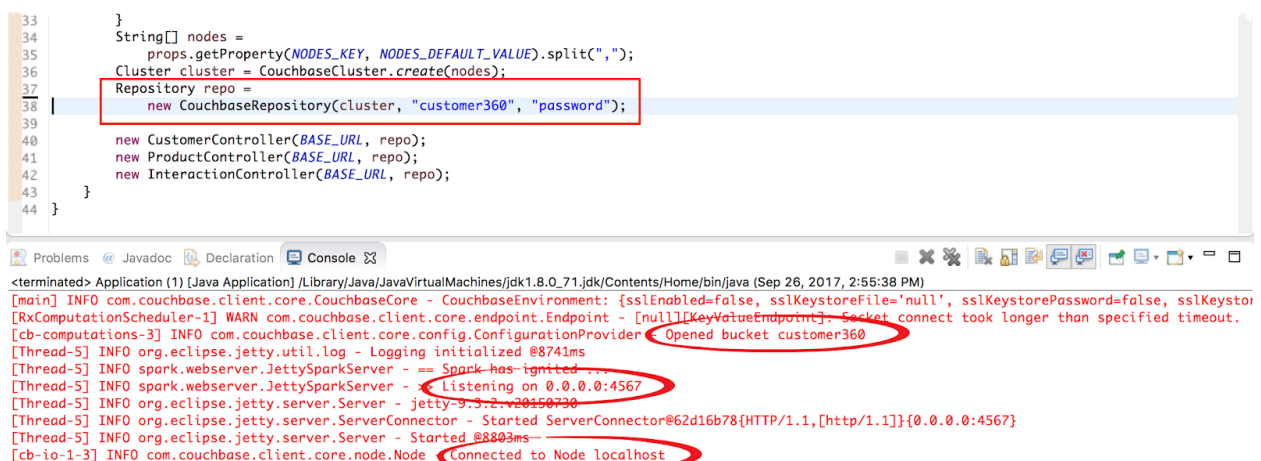 33 }
34 String[] nodes =
35 props.getProperty(NODES_KEY, NODES_DEFAULT_VALUE).split(",");
36 Cluster cluster = CouchbaseCluster.create(nodes);
37 Repository repo =
38 new CouchbaseRepository(cluster, "customer360", "password");
39
40 new CustomerController(BASE_URL, repo);
41 new ProductController(BASE_URL, repo);
42 new InteractionController(BASE_URL, repo);
43 }
44 }
Problems @ Javadoc Declaration Console
<terminated> Application (1) [Java Application] /Library/Java/JavaVirtualMachines/jdk1.8.0_71.jdk/Contents/Home/bin/java (Sep 26, 2017, 2:55:38 PM)
[main] INFO com.couchbase.client.core.CouchbaseCore - CouchbaseEnvironment: {sslEnabled=false, sslKeystoreFile='null', sslKeystorePassword=false, sslKeystor
[RxComputationScheduler-1] WARN com.couchbase.client.core.endpoint.Endpoint - [null][KeyValueEndpoint]: Socket connect took longer than specified timeout.
[cb-computations-3] INFO com.couchbase.client.core.config.ConfigurationProvider - Opened bucket customer360
[Thread-5] INFO org.eclipse.jetty.util.log - Logging initialized @8741ms
[Thread-5] INFO spark.webserver.JettySparkServer - == Spark has ignited ...
[Thread-5] INFO spark.webserver.JettySparkServer - >> Listening on 0.0.0.0:4567
[Thread-5] INFO org.eclipse.jetty.server.Server - jetty-9.3.2.v20150730
[Thread-5] INFO org.eclipse.jetty.server.ServerConnector - Started ServerConnector@62d16b78{HTTP/1.1,[http/1.1]}{0.0.0.0:4567}
[Thread-5] INFO org.eclipse.jetty.server.Server - Started @8803ms
[cb-io-1-3] INFO com.couchbase.client.core.node.Node - Connected to Node localhost